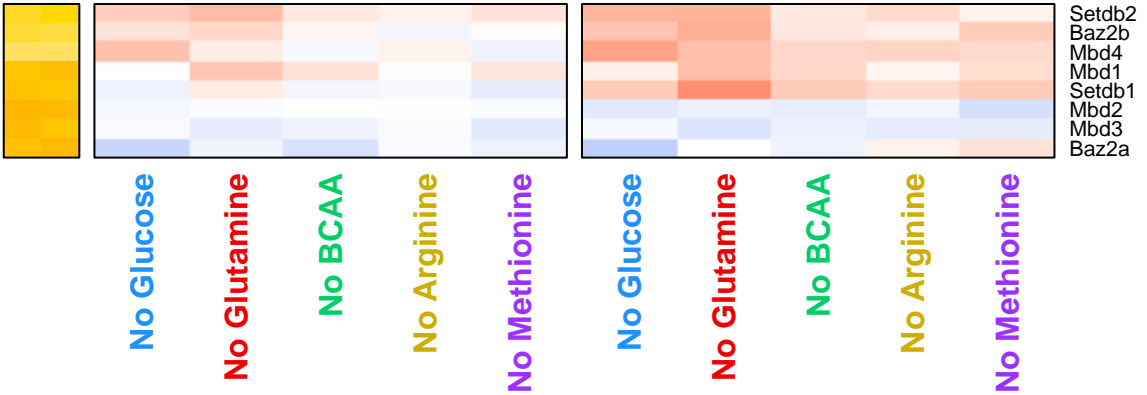 Setdb2
Baz2b
Mbd4
Mbd1
Setdb1
Mbd2
Mbd3
Baz2a
No Glucose
No Glutamine
No BCAA
No Arginine
No Methionine
No Glucose
No Glutamine
No BCAA
No Arginine
No Methionine